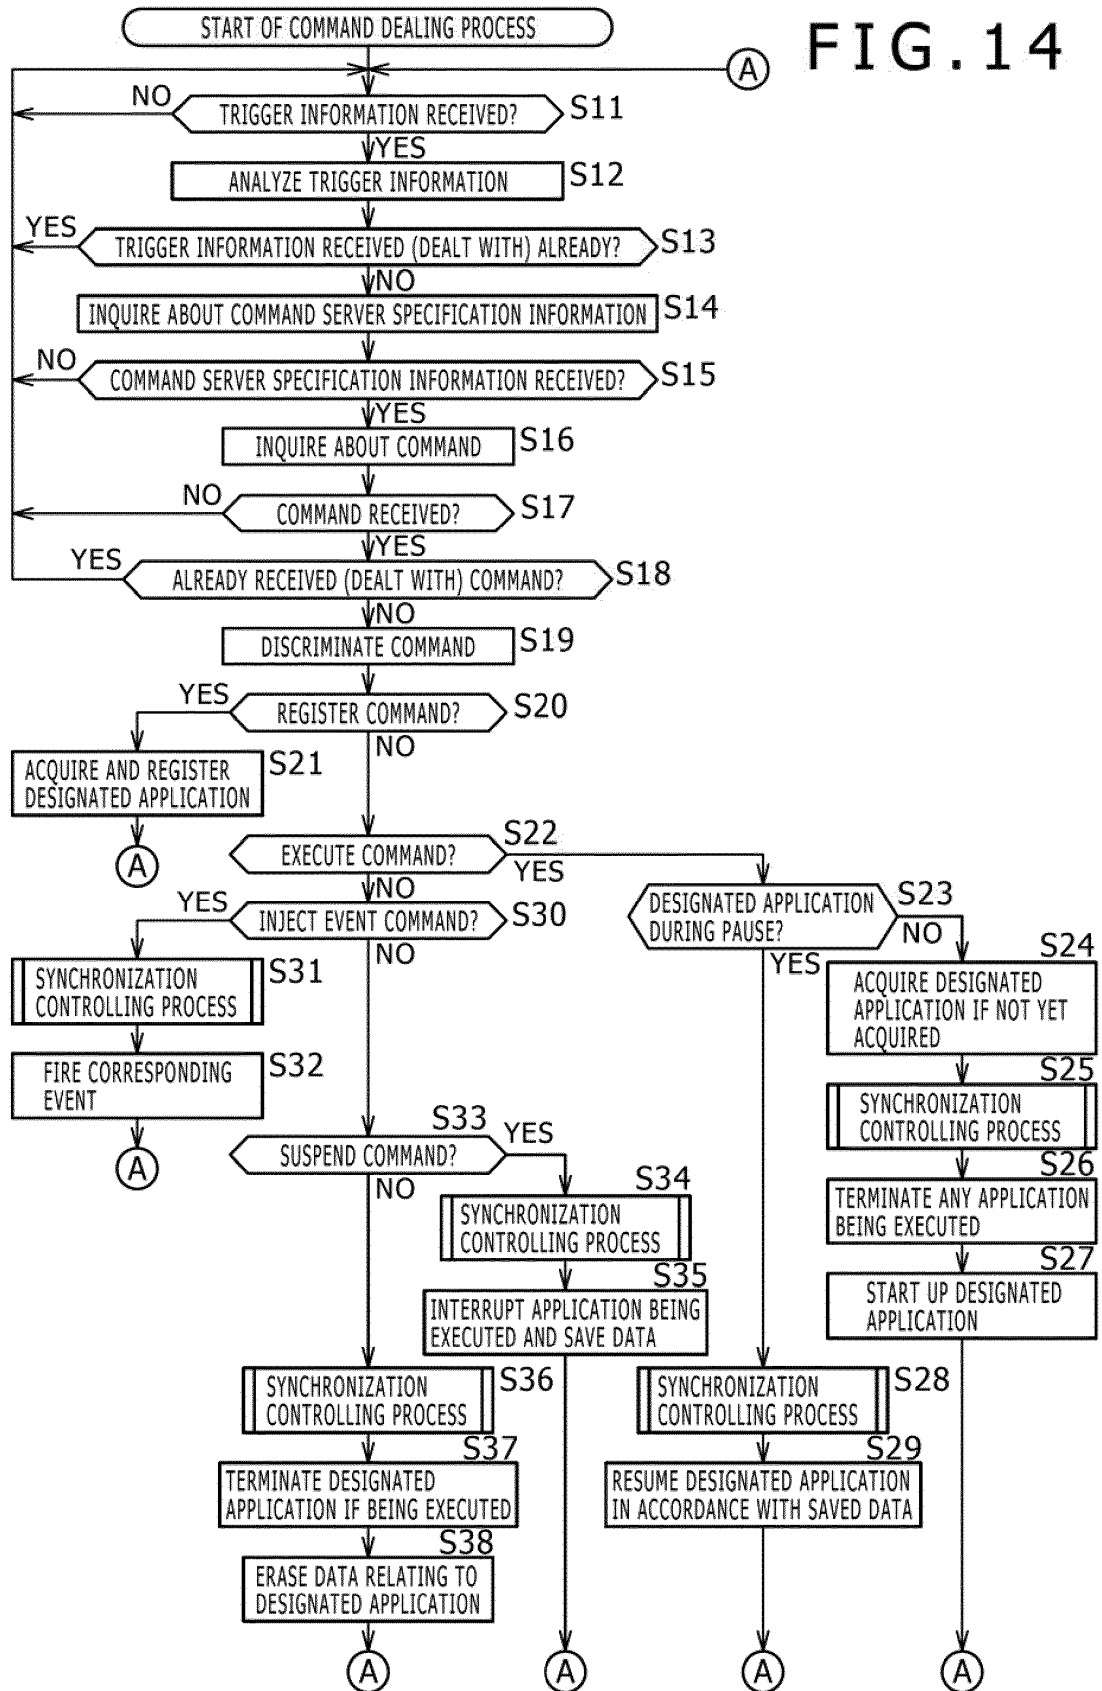 START OF COMMAND DEALING PROCESS
FIG.14
A
NO
TRIGGER INFORMATION RECEIVED?
S11
YES
ANALYZE TRIGGER INFORMATION
S12
YES
TRIGGER INFORMATION RECEIVED (DEALT WITH) ALREADY?
S13
NO
INQUIRE ABOUT COMMAND SERVER SPECIFICATION INFORMATION
S14
NO
COMMAND SERVER SPECIFICATION INFORMATION RECEIVED?
S15
YES
INQUIRE ABOUT COMMAND
S16
NO
COMMAND RECEIVED?
S17
YES
YES
ALREADY RECEIVED (DEALT WITH) COMMAND?
S18
NO
DISCRIMINATE COMMAND
S19
YES
REGISTER COMMAND?
S20
NO
S21
ACQUIRE AND REGISTER
DESIGNATED APPLICATION
A
EXECUTE COMMAND?
S22
YES
NO
YES
INJECT EVENT COMMAND?
S30
NO
S31
SYNCHRONIZATION
CONTROLLING PROCESS
S32
FIRE CORRESPONDING
EVENT
A
DESIGNATED APPLICATION
DURING PAUSE?
S23
NO
YES
S24
ACQUIRE DESIGNATED
APPLICATION IF NOT YET
ACQUIRED
S25
SYNCHRONIZATION
CONTROLLING PROCESS
S26
TERMINATE ANY APPLICATION
BEING EXECUTED
S27
START UP DESIGNATED
APPLICATION
S33
SUSPEND COMMAND?
YES
NO
S34
SYNCHRONIZATION
CONTROLLING PROCESS
S35
INTERRUPT APPLICATION BEING
EXECUTED AND SAVE DATA
S36
SYNCHRONIZATION
CONTROLLING PROCESS
S37
TERMINATE DESIGNATED
APPLICATION IF BEING EXECUTED
S38
ERASE DATA RELATING TO
DESIGNATED APPLICATION
S28
SYNCHRONIZATION
CONTROLLING PROCESS
S29
RESUME DESIGNATED APPLICATION
IN ACCORDANCE WITH SAVED DATA
A
A
A
A